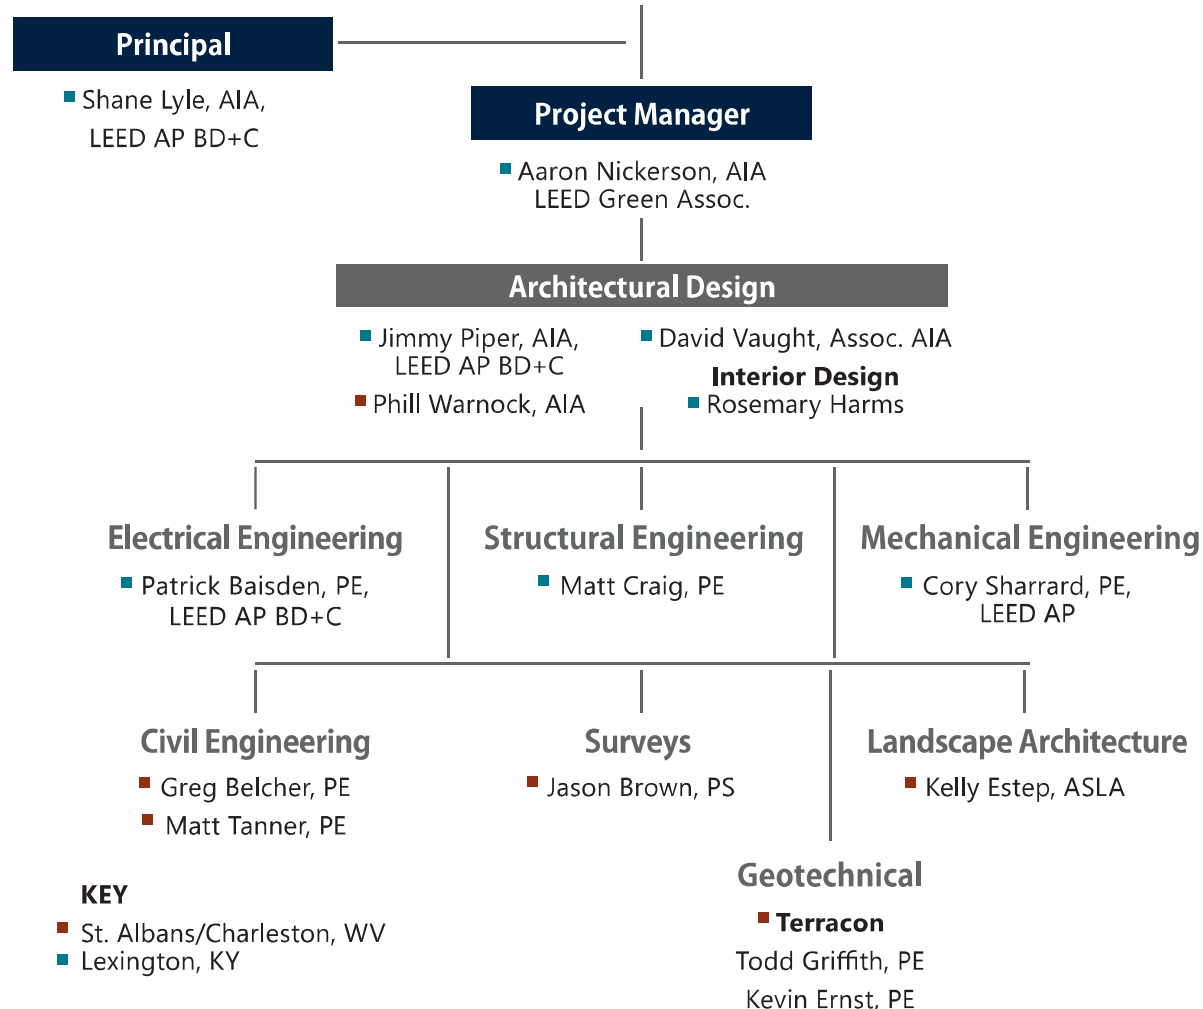 Principal
Shane Lyle, AIA,
LEED AP BD+C
Project Manager
Aaron Nickerson, AIA
LEED Green Assoc.
Architectural Design
Jimmy Piper, AIA,
LEED AP BD+C
Phill Warnock, AIA
David Vaught, Assoc. AIA
Interior Design
Rosemary Harms
Electrical Engineering
Patrick Baisden, PE,
LEED AP BD+C
Structural Engineering
Matt Craig, PE
Mechanical Engineering
Cory Sharrard, PE,
LEED AP
Civil Engineering
Greg Belcher, PE
Matt Tanner, PE
Surveys
Jason Brown, PS
Landscape Architecture
Kelly Estep, ASLA
Geotechnical
Terracon
Todd Griffith, PE
Kevin Ernst, PE
KEY
St. Albans/Charleston, WV
Lexington, KY